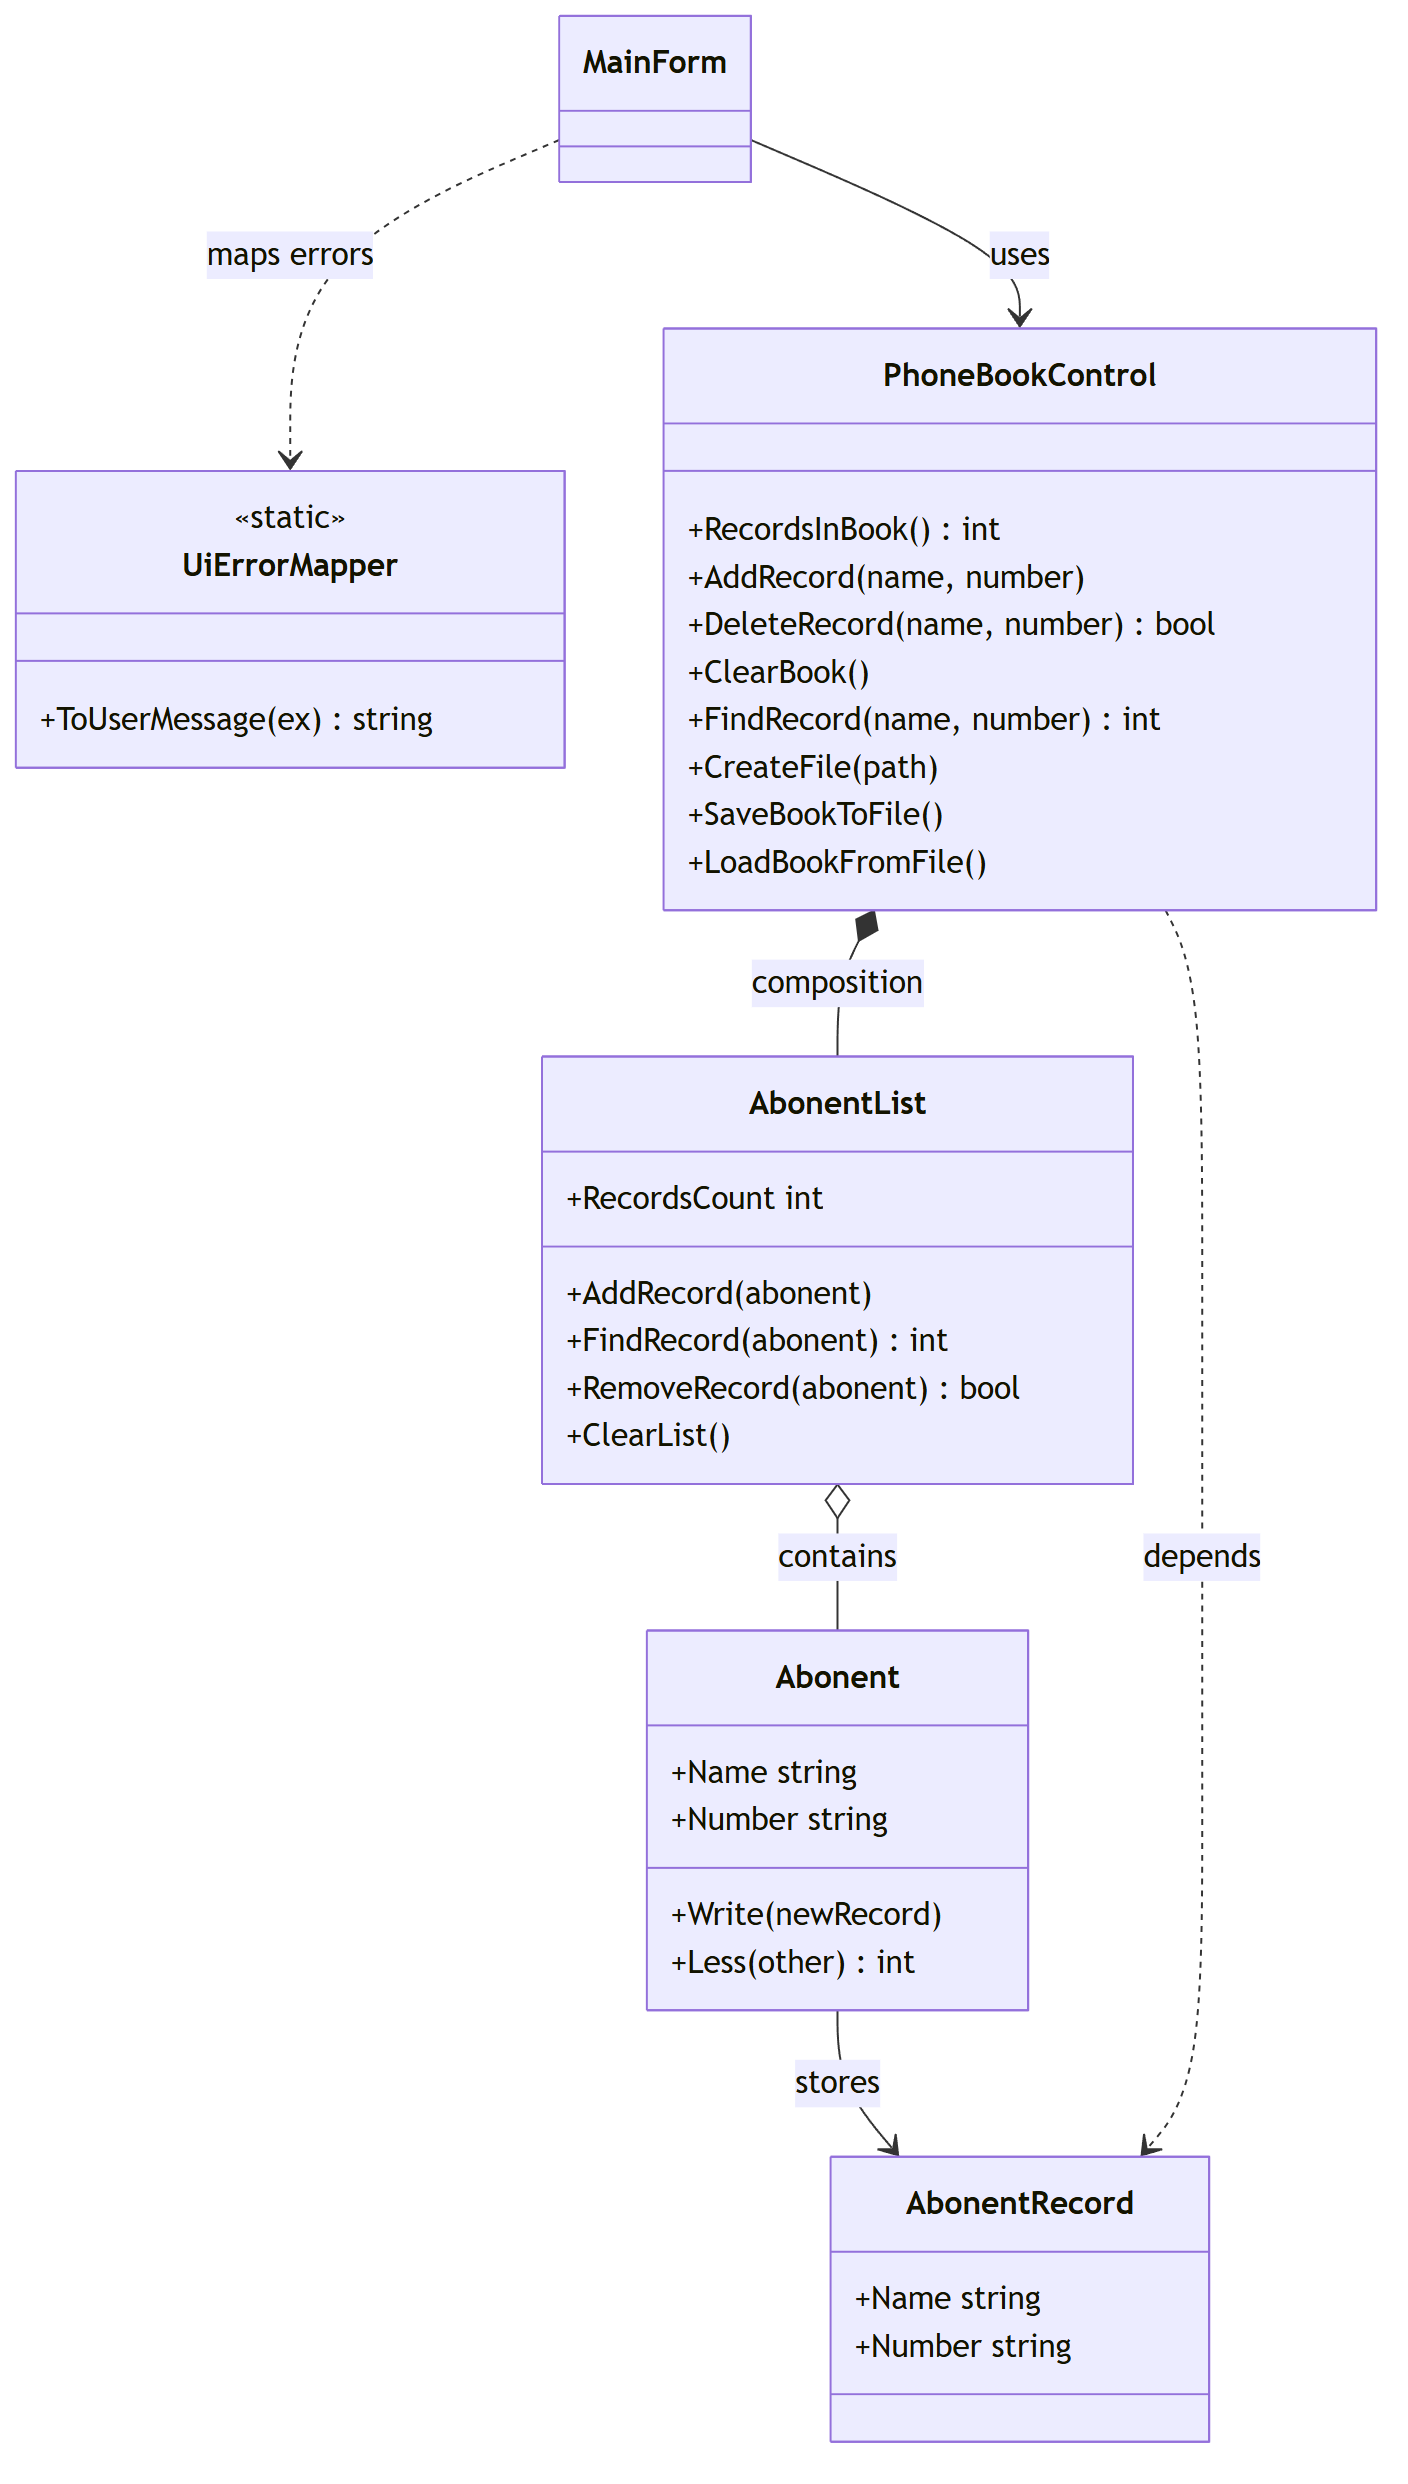 MainForm
maps errors
uses
PhoneBookControl
+RecordsInBook() : int
+AddRecord(name, number)
+DeleteRecord(name, number) : bool
+ClearBook()
+FindRecord(name, number) : int
+CreateFile(path)
+SaveBookToFile()
+LoadBookFromFile()
«static»
UiErrorMapper
+ToUserMessage(ex) : string
composition
AbonentList
+RecordsCount int
+AddRecord(abonent)
+FindRecord(abonent) : int
+RemoveRecord(abonent) : bool
+ClearList()
contains
depends
Abonent
+Name string
+Number string
+Write(newRecord)
+Less(other) : int
stores
AbonentRecord
+Name string
+Number string